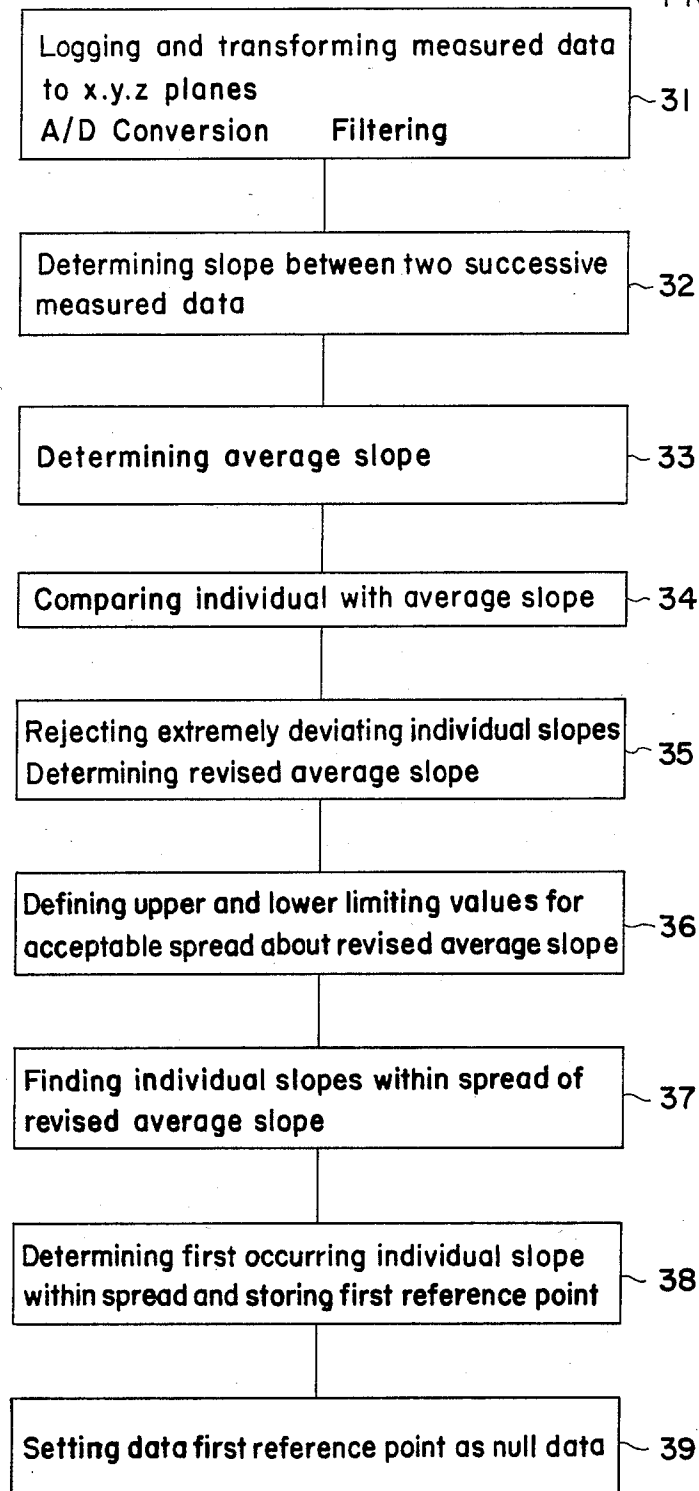 Logging and transforming measured data
to x.y.z planes
A/D Conversion Filtering
31
Determining slope between two successive
measured data
32
Determining average slope
33
Comparing individual with average slope
34
Rejecting extremely deviating individual slopes
Determining revised average slope
35
Defining upper and lower limiting values for
acceptable spread about revised average slope
36
Finding individual slopes within spread of
revised average slope
37
Determining first occurring individual slope
within spread and storing first reference point
38
Setting data first reference point as null data
39